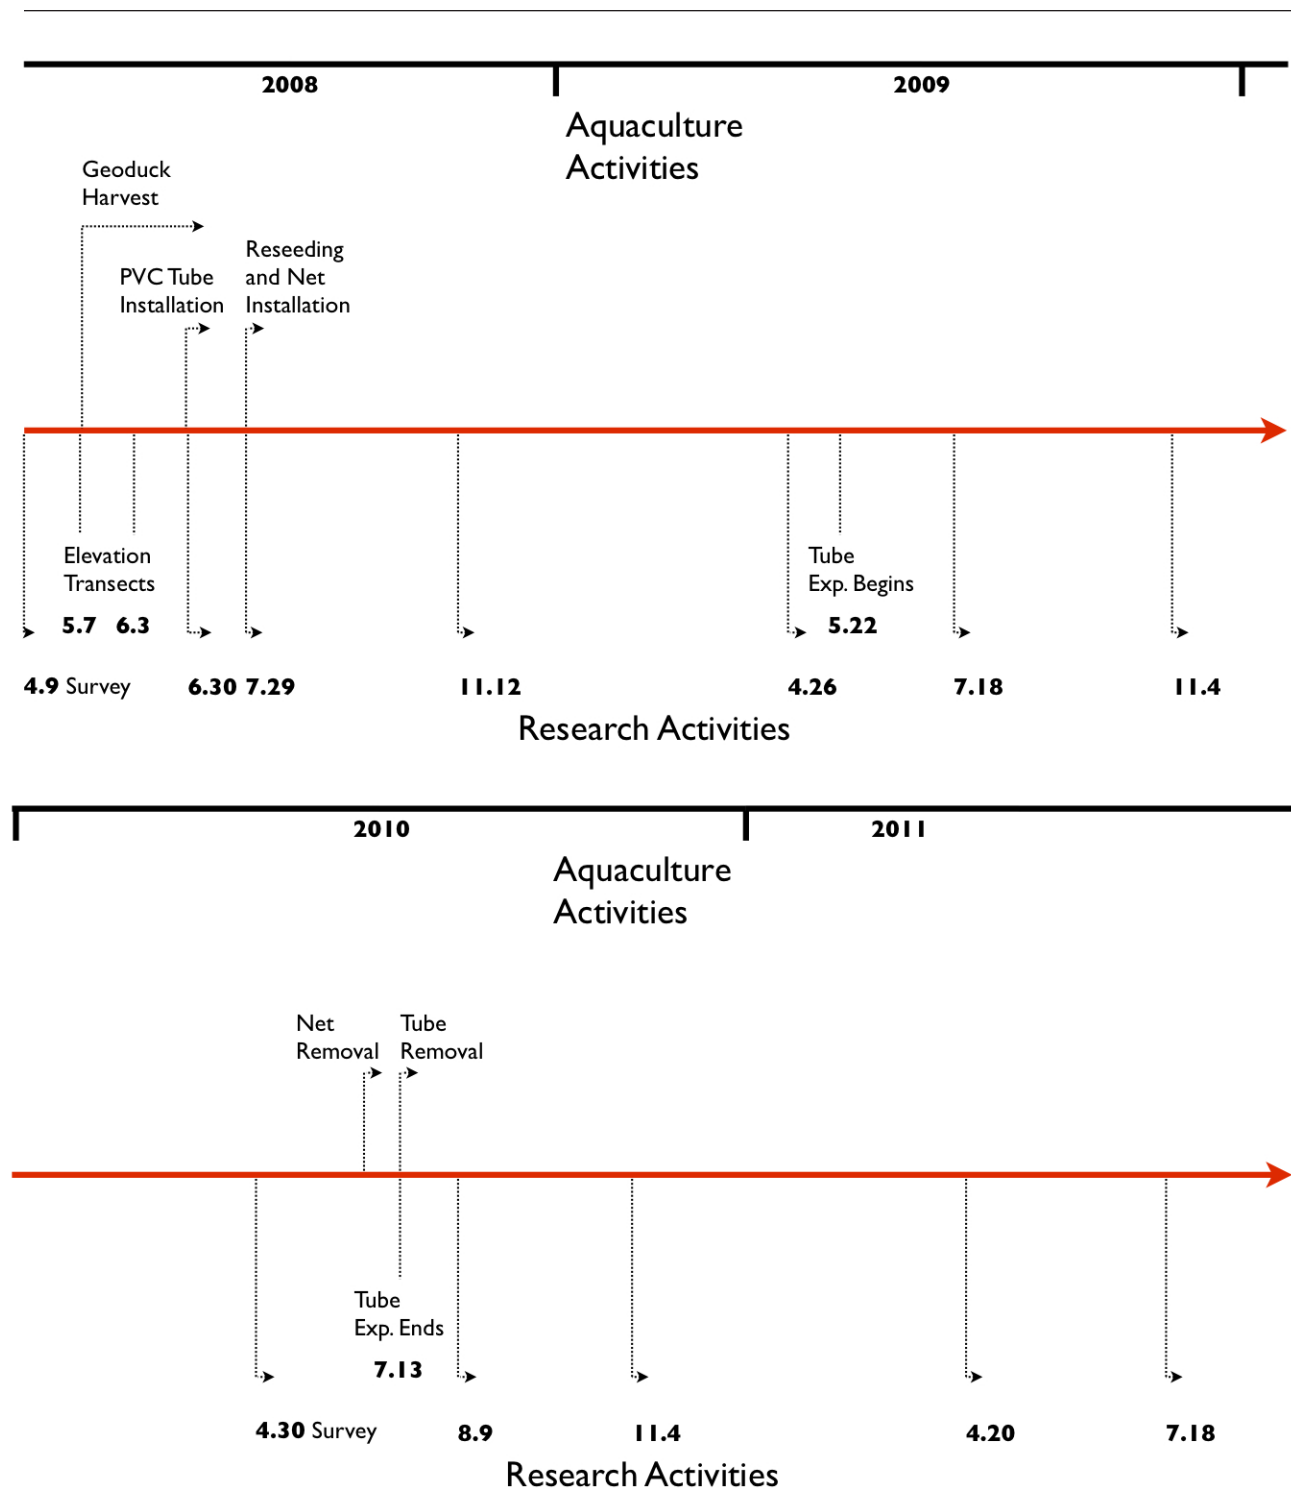 2008 2009
Aquaculture
Activities
Geoduck
Harvest
Reseeding
and Net
Installation
PVC Tube
Installation
Elevation
Transects
5.7 6.3
Tube
Exp. Begins
5.22
4.9 Survey 6.30 7.29 11.12 4.26 7.18 11.4
Research Activities
2010 2011
Aquaculture
Activities
Net
Removal
Tube
Removal
Tube
Exp. Ends
7.13
4.30 Survey 8.9 11.4 4.20 7.18
Research Activities